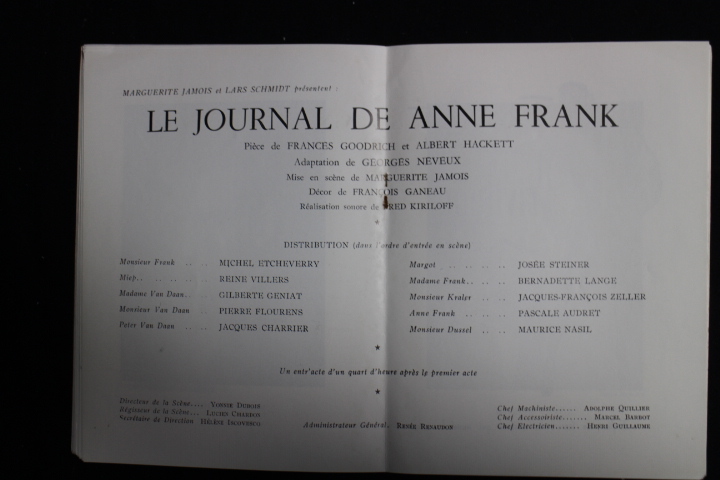 MARGUERITE JAMOIS et LARS SCHMIDT présentent :
LE JOURNAL DE ANNE FRANK
Pièce de FRANCES GOODRICH et ALBERT HACKETT
Adaptation de GEORGES NEVEUX
Mise en scène de MARGUERITE JAMOIS
Décor de FRANÇOIS GANEAU
Réalisation sonore de FRED KIRILOFF
*
DISTRIBUTION (dans l'ordre d'entrée en scène)
Monsieur Frank . . . . MICHEL ETCHEVERRY
Miep. . . . . . . . REINE VILLERS
Madame Van Daan. . . . GILBERTE GENIAT
Monsieur Van Daan . . PIERRE FLOURENS
Peter Van Daan . . . . JACQUES CHARRIER
Margot . . . . . . . JOSÉE STEINER
Madame Frank. . . . . BERNADETTE LANGE
Monsieur Kraler . . . . JACQUES-FRANÇOIS ZELLER
Anne Frank . . . . . PASCALE AUDRET
Monsieur Dussel . . . . MAURICE NASIL
*
Un entr'acte d'un quart d'heure après le premier acte
*
Directeur de la Scène.... YONNIK DUBOIS
Régisseur de la Scène... LUCIEN CHARBOY
Secrétaire de Direction HÉLÈNE
Administrateur Général, RENÉE RENAUDON
Chef Machiniste...... ADOLPHE QUILLIER
Chef Accessoiriste...... MARCEL BARBOT
Chef Electricien....... HENRI GUILLAUME